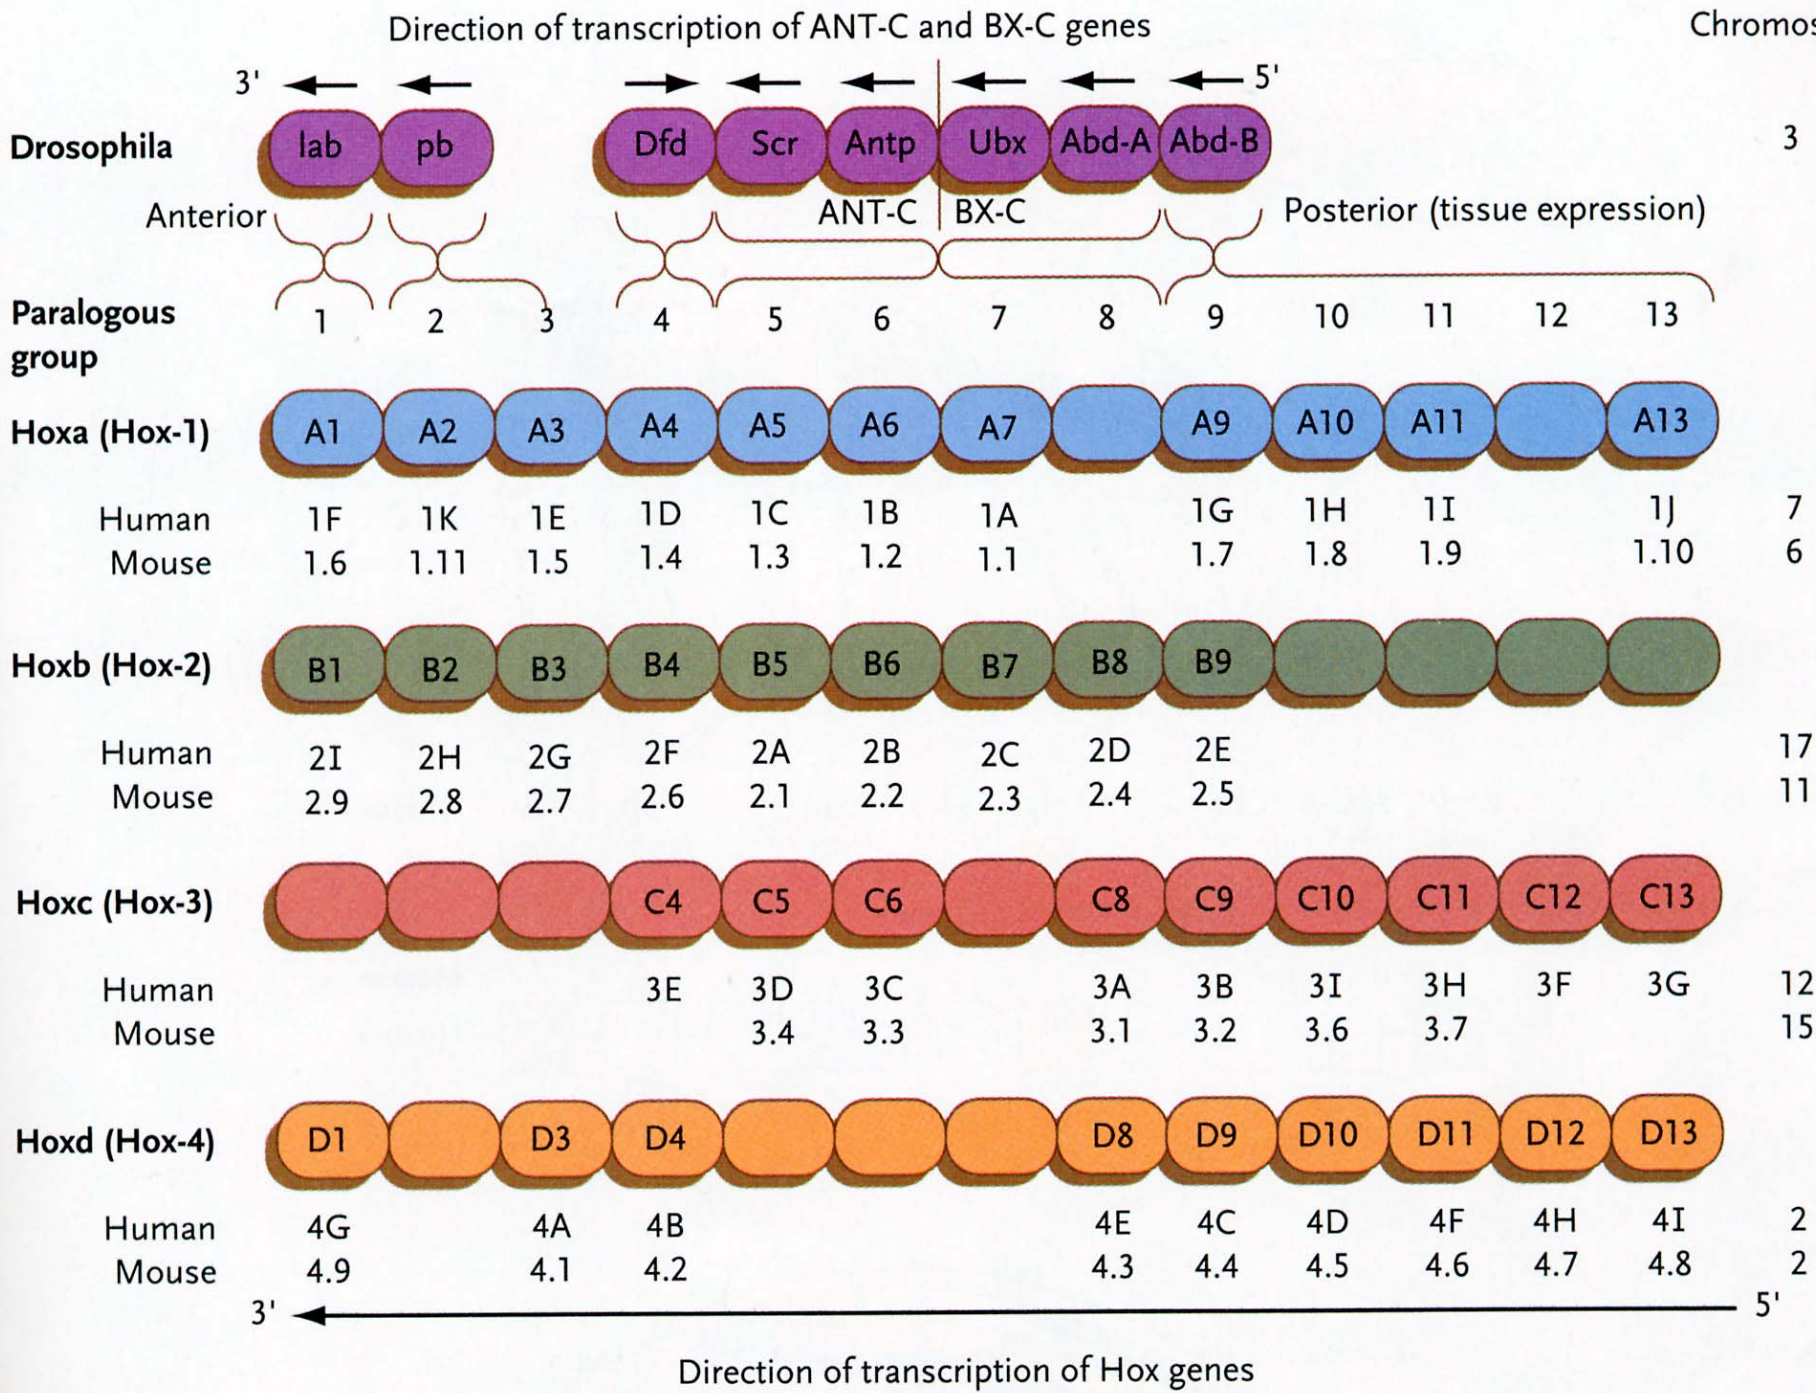 Direction of transcription of ANT-C and BX-C genes Chromos
3' 5'
Drosophila lab pb Dfd Scr Antp Ubx Abd-A Abd-B 3
Anterior ANT-C BX-C Posterior (tissue expression)
Paralogous 1 2 3 4 5 6 7 8 9 10 11 12 13
group
Hoxa (Hox-1) A1 A2 A3 A4 A5 A6 A7 A9 A10 A11 A13
Human 1F 1K 1E 1D 1C 1B 1A 1G 1H 1I 1J 7
Mouse 1.6 1.11 1.5 1.4 1.3 1.2 1.1 1.7 1.8 1.9 1.10 6
Hoxb (Hox-2) B1 B2 B3 B4 B5 B6 B7 B8 B9
Human 2I 2H 2G 2F 2A 2B 2C 2D 2E 17
Mouse 2.9 2.8 2.7 2.6 2.1 2.2 2.3 2.4 2.5 11
Hoxc (Hox-3) C4 C5 C6 C8 C9 C10 C11 C12 C13
Human 3E 3D 3C 3A 3B 3I 3H 3F 3G 12
Mouse 3.4 3.3 3.1 3.2 3.6 3.7 15
Hoxd (Hox-4) D1 D3 D4 D8 D9 D10 D11 D12 D13
Human 4G 4A 4B 4E 4C 4D 4F 4H 4I 2
Mouse 4.9 4.1 4.2 4.3 4.4 4.5 4.6 4.7 4.8 2
3' 5'
Direction of transcription of Hox genes